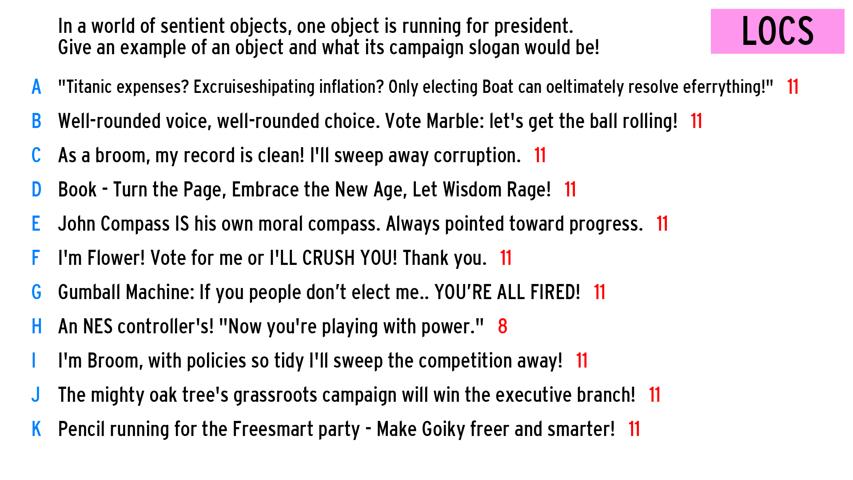 In a world of sentient objects, one object is running for president.
Give an example of an object and what its campaign slogan would be!
LOCS
A "Titanic expenses? Excruiseshipating inflation? Only electing Boat can oeltimately resolve eferrything!" 11
B Well-rounded voice, well-rounded choice. Vote Marble: let's get the ball rolling! 11
C As a broom, my record is clean! I'll sweep away corruption. 11
D Book - Turn the Page, Embrace the New Age, Let Wisdom Rage! 11
E John Compass IS his own moral compass. Always pointed toward progress. 11
F I'm Flower! Vote for me or I'LL CRUSH YOU! Thank you. 11
G Gumball Machine: If you people don’t elect me.. YOU’RE ALL FIRED! 11
H An NES controller's! "Now you're playing with power." 8
I I'm Broom, with policies so tidy I'll sweep the competition away! 11
J The mighty oak tree's grassroots campaign will win the executive branch! 11
K Pencil running for the Freesmart party - Make Goiky freer and smarter! 11